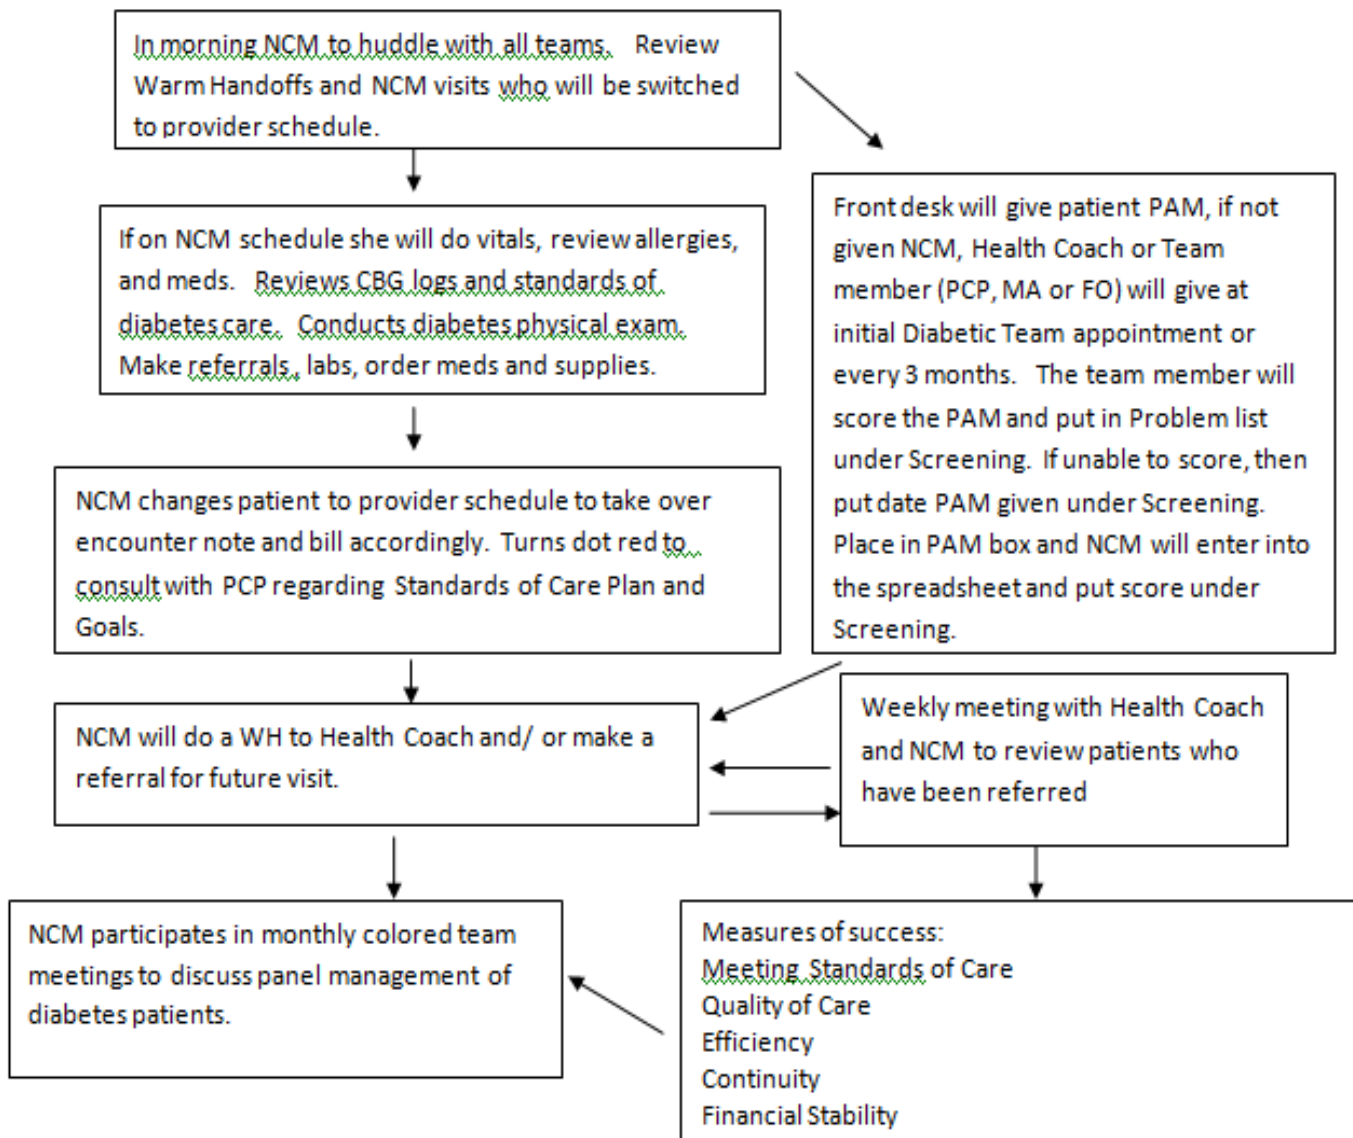 In morning NCM to huddle with all teams. Review
Warm Handoffs and NCM visits who will be switched
to provider schedule.
If on NCM schedule she will do vitals, review allergies,
and meds. Reviews CBG logs and standards of
diabetes care. Conducts diabetes physical exam.
Make referrals, labs, order meds and supplies.
Front desk will give patient PAM, if not
given NCM, Health Coach or Team
member (PCP, MA or FO) will give at
initial Diabetic Team appointment or
every 3 months. The team member will
score the PAM and put in Problem list
under Screening. If unable to score, then
put date PAM given under Screening.
Place in PAM box and NCM will enter into
the spreadsheet and put score under
Screening.
NCM changes patient to provider schedule to take over
encounter note and bill accordingly. Turns dot red to
consult with PCP regarding Standards of Care Plan and
Goals.
NCM will do a WH to Health Coach and/ or make a
referral for future visit.
Weekly meeting with Health Coach
and NCM to review patients who
have been referred
NCM participates in monthly colored team
meetings to discuss panel management of
diabetes patients.
Measures of success:
Meeting Standards of Care
Quality of Care
Efficiency
Continuity
Financial Stability